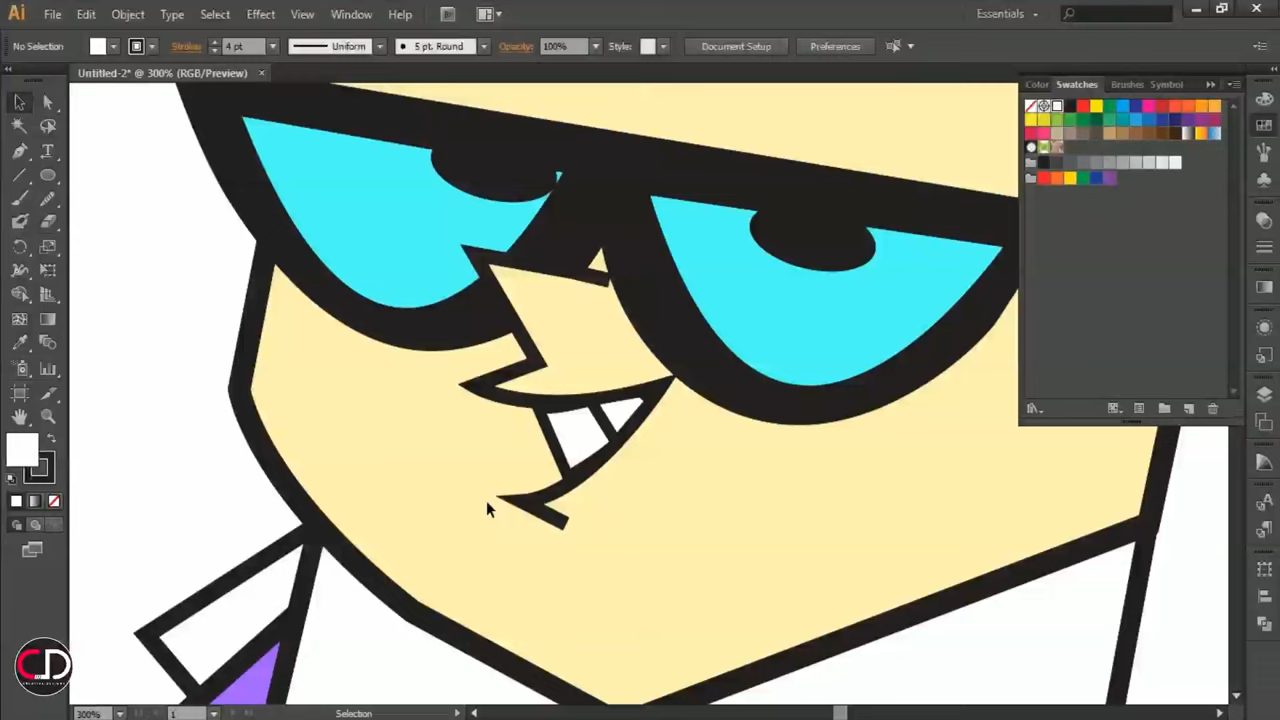 Ai File Edit Object Type Select Effect View Window Help Br Essentials
No Selection Stroke: 4 pt Uniform 5 pt. Round Opacity: 100% Style: Document Setup Preferences
Untitled-2* @ 300% (RGB/Preview)
Color Swatches Brushes Symbol
CD
300% 1 Selection